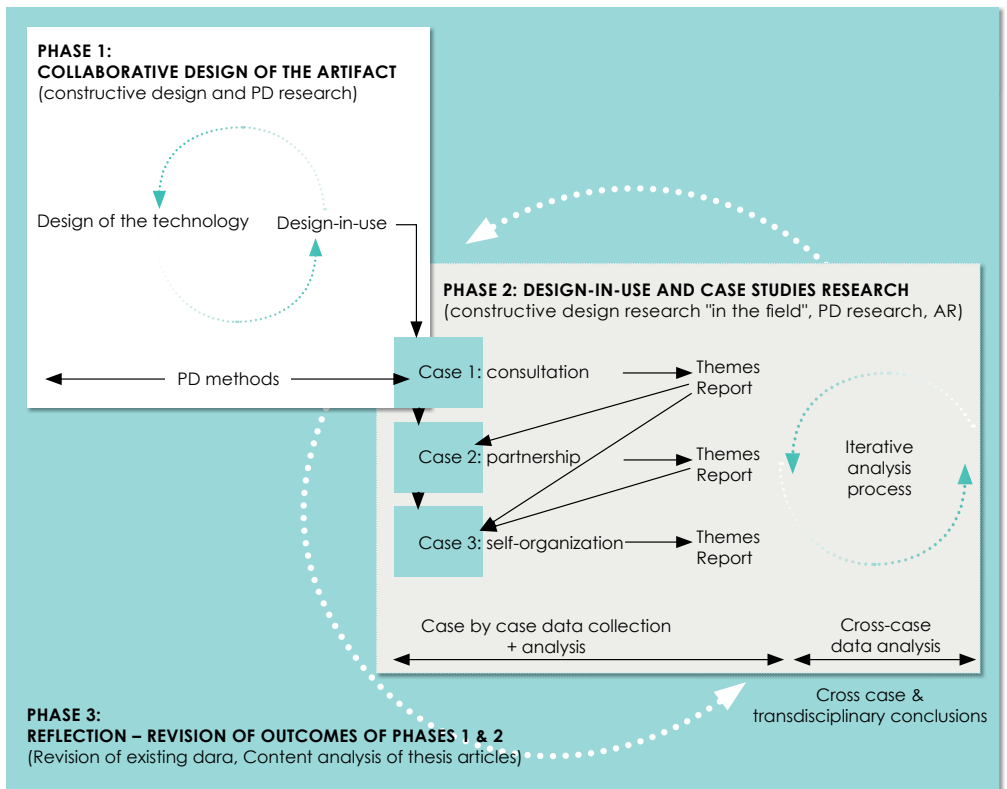 PHASE 1:
COLLABORATIVE DESIGN OF THE ARTIFACT
(constructive design and PD research)
Design of the technology
Design-in-use
PD methods
PHASE 2: DESIGN-IN-USE AND CASE STUDIES RESEARCH
(constructive design research "in the field", PD research, AR)
Case 1: consultation
Themes
Report
Case 2: partnership
Themes
Report
Case 3: self-organization
Themes
Report
Iterative
analysis
process
Case by case data collection
+ analysis
Cross-case
data analysis
Cross case &
transdisciplinary conclusions
PHASE 3:
REFLECTION – REVISION OF OUTCOMES OF PHASES 1 & 2
(Revision of existing dara, Content analysis of thesis articles)